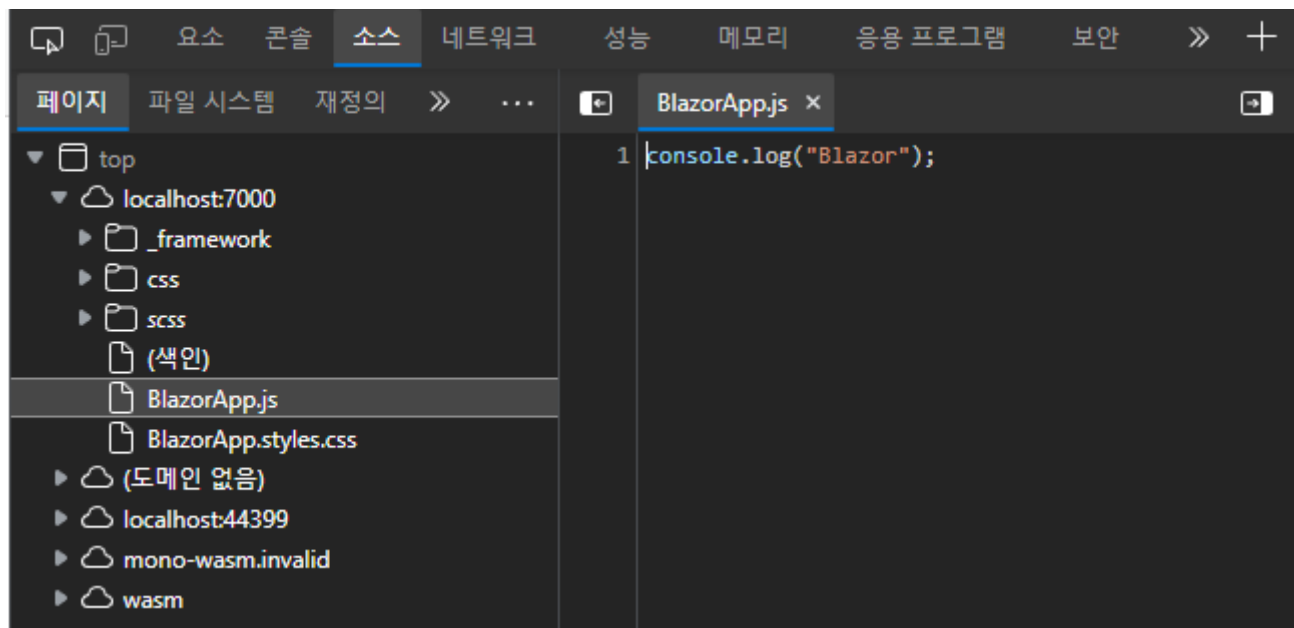 요소 콘솔 소스 네트워크 성능 메모리 응용 프로그램 보안
페이지 파일 시스템 재정의
BlazorApp.js
1 console.log("Blazor");
top
localhost:7000
_framework
css
scss
(색인)
BlazorApp.js
BlazorApp.styles.css
(도메인 없음)
localhost:44399
mono-wasm.invalid
wasm